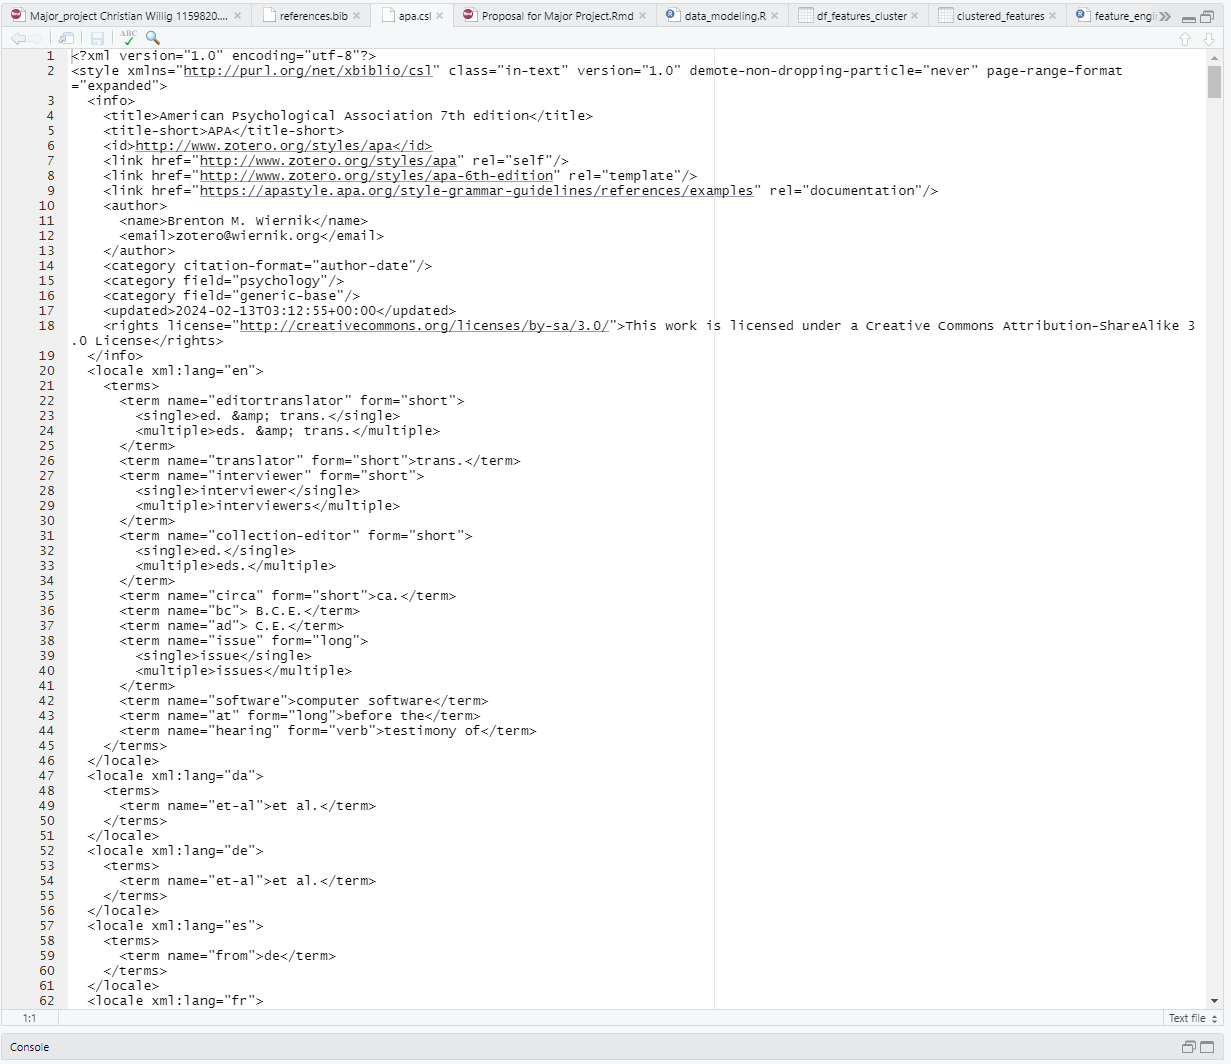 Major_project Christian Willig 1159820.... × references.bib × apa.csl × Proposal for Major Project.Rmd × data_modeling.R × df_features_cluster × clustered_features × feature_engi
ABC
1 <?xml version="1.0" encoding="utf-8"?>
2 <style xmlns="http://purl.org/net/xbiblio/csl" class="in-text" version="1.0" demote-non-dropping-particle="never" page-range-format
="expanded">
3 <info>
4 <title>American Psychological Association 7th edition</title>
5 <title-short>APA</title-short>
6 <id>http://www.zotero.org/styles/apa</id>
7 <link href="http://www.zotero.org/styles/apa" rel="self"/>
8 <link href="http://www.zotero.org/styles/apa-6th-edition" rel="template"/>
9 <link href="https://apastyle.apa.org/style-grammar-guidelines/references/examples" rel="documentation"/>
10 <author>
11 <name>Brenton M. Wiernik</name>
12 <email>zotero@wiernik.org</email>
13 </author>
14 <category citation-format="author-date"/>
15 <category field="psychology"/>
16 <category field="generic-base"/>
17 <updated>2024-02-13T03:12:55+00:00</updated>
18 <rights license="http://creativecommons.org/licenses/by-sa/3.0/">This work is licensed under a Creative Commons Attribution-ShareAlike 3
.0 License</rights>
19 </info>
20 <locale xml:lang="en">
21 <terms>
22 <term name="editortranslator" form="short">
23 <single>ed. &amp; trans.</single>
24 <multiple>eds. &amp; trans.</multiple>
25 </term>
26 <term name="translator" form="short">trans.</term>
27 <term name="interviewer" form="short">
28 <single>interviewer</single>
29 <multiple>interviewers</multiple>
30 </term>
31 <term name="collection-editor" form="short">
32 <single>ed.</single>
33 <multiple>eds.</multiple>
34 </term>
35 <term name="circa" form="short">ca.</term>
36 <term name="bc"> B.C.E.</term>
37 <term name="ad"> C.E.</term>
38 <term name="issue" form="long">
39 <single>issue</single>
40 <multiple>issues</multiple>
41 </term>
42 <term name="software">computer software</term>
43 <term name="at" form="long">before the</term>
44 <term name="hearing" form="verb">testimony of</term>
45 </terms>
46 </locale>
47 <locale xml:lang="da">
48 <terms>
49 <term name="et-al">et al.</term>
50 </terms>
51 </locale>
52 <locale xml:lang="de">
53 <terms>
54 <term name="et-al">et al.</term>
55 </terms>
56 </locale>
57 <locale xml:lang="es">
58 <terms>
59 <term name="from">de</term>
60 </terms>
61 </locale>
62 <locale xml:lang="fr">
1:1 Text file
Console